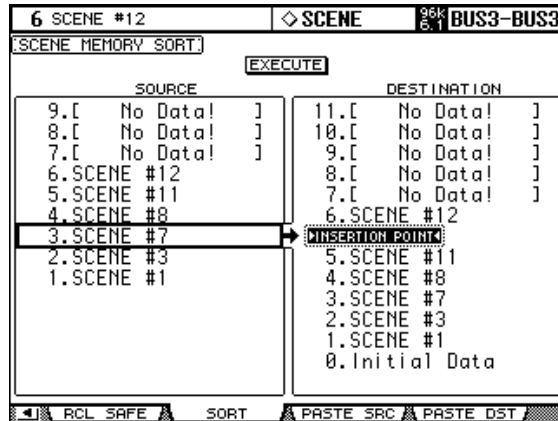 6 SCENE #12 ◇SCENE 96k 6.1 BUS3-BUS3
SCENE MEMORY SORT
EXECUTE
SOURCE
9.[ No Data! ]
8.[ No Data! ]
7.[ No Data! ]
6.SCENE #12
5.SCENE #11
4.SCENE #8
3.SCENE #7
2.SCENE #3
1.SCENE #1
DESTINATION
11.[ No Data! ]
10.[ No Data! ]
9.[ No Data! ]
8.[ No Data! ]
7.[ No Data! ]
6.SCENE #12
INSERTION POINT
5.SCENE #11
4.SCENE #8
3.SCENE #7
2.SCENE #3
1.SCENE #1
0.Initial Data
RCL SAFE SORT PASTE SRC PASTE DST